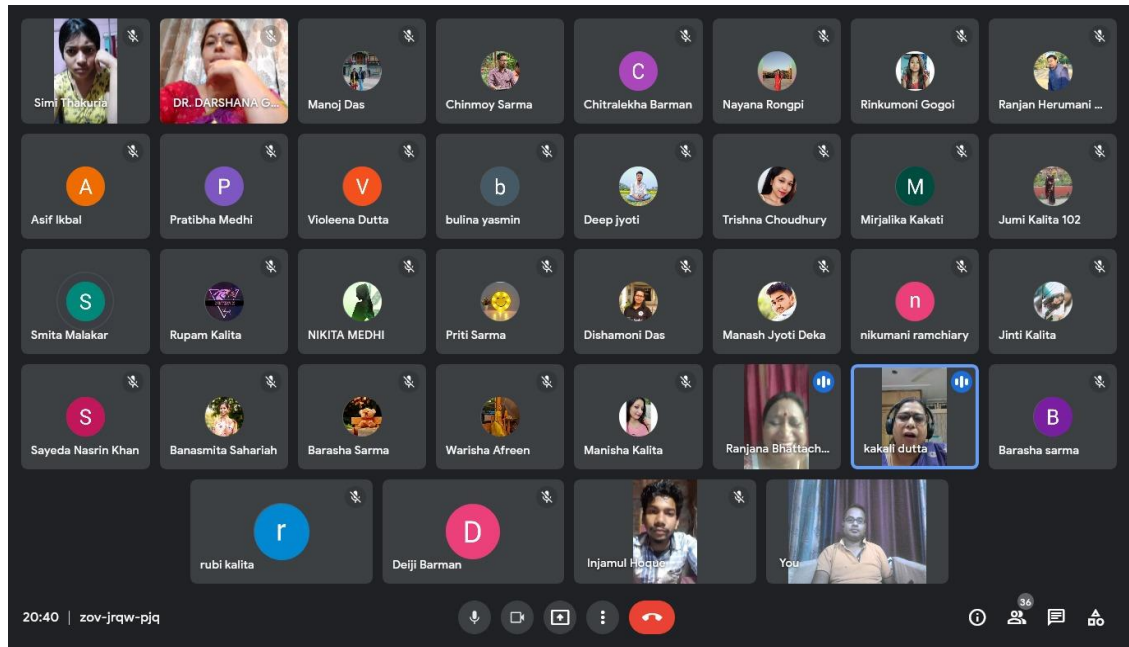 Simi Thakuria DR. DARSHANA G... Manoj Das Chinmoy Sarma C Chitralekha Barman Nayana Rongpi Rinkumoni Gogoi Ranjan Herumani ...
A P V b M
Asif Ikbal Pratibha Medhi Violeena Dutta bulina yasmin Deep jyoti Trishna Choudhury Mirjalika Kakati Jumi Kalita 102
S n
Smita Malakar Rupam Kalita NIKITA MEDHI Priti Sarma Dishamoni Das Manash Jyoti Deka nikumani ramchiary Jinti Kalita
S B
Sayeda Nasrin Khan Banasmita Sahariah Barasha Sarma Warisha Afreen Manisha Kalita Ranjana Bhattach... kakali dutta Barasha sarma
r D
rubi kalita Deiji Barman Injamul Hoque You
20:40 | zov-jrqw-pjq 36